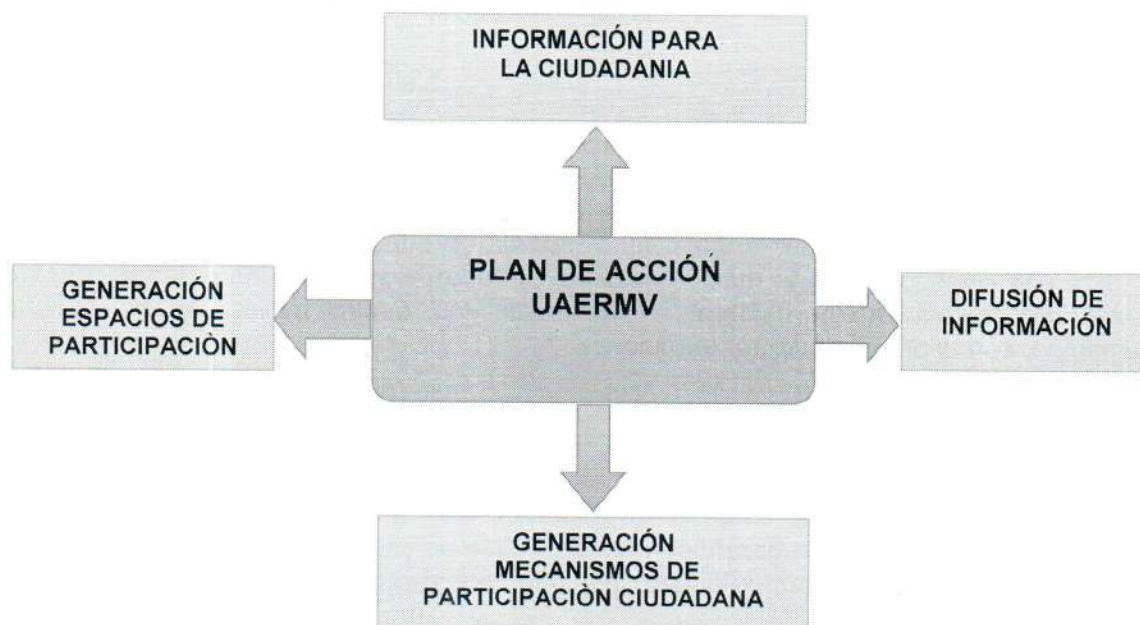 INFORMACIÓN PARA
LA CIUDADANIA
PLAN DE ACCIÓN
UAERMV
GENERACIÓN
ESPACIOS DE
PARTICIPACIÒN
DIFUSIÓN DE
INFORMACIÓN
GENERACIÓN
MECANISMOS DE
PARTICIPACIÒN CIUDADANA